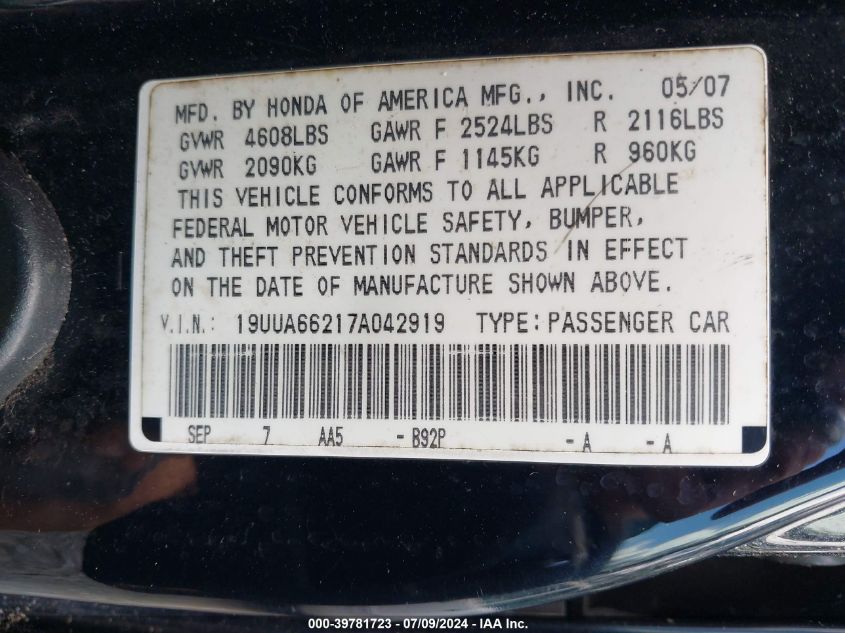 MFD. BY HONDA OF AMERICA MFG., INC. 05/07
GVWR 4608LBS GAWR F 2524LBS R 2116LBS
GVWR 2090KG GAWR F 1145KG R 960KG
THIS VEHICLE CONFORMS TO ALL APPLICABLE
FEDERAL MOTOR VEHICLE SAFETY, BUMPER,
AND THEFT PREVENTION STANDARDS IN EFFECT
ON THE DATE OF MANUFACTURE SHOWN ABOVE.
V.I.N.: 19UUA66217A042919 TYPE: PASSENGER CAR
SEP 7 AA5 - B92P - A - A
000-39781723 - 07/09/2024 - IAA Inc.